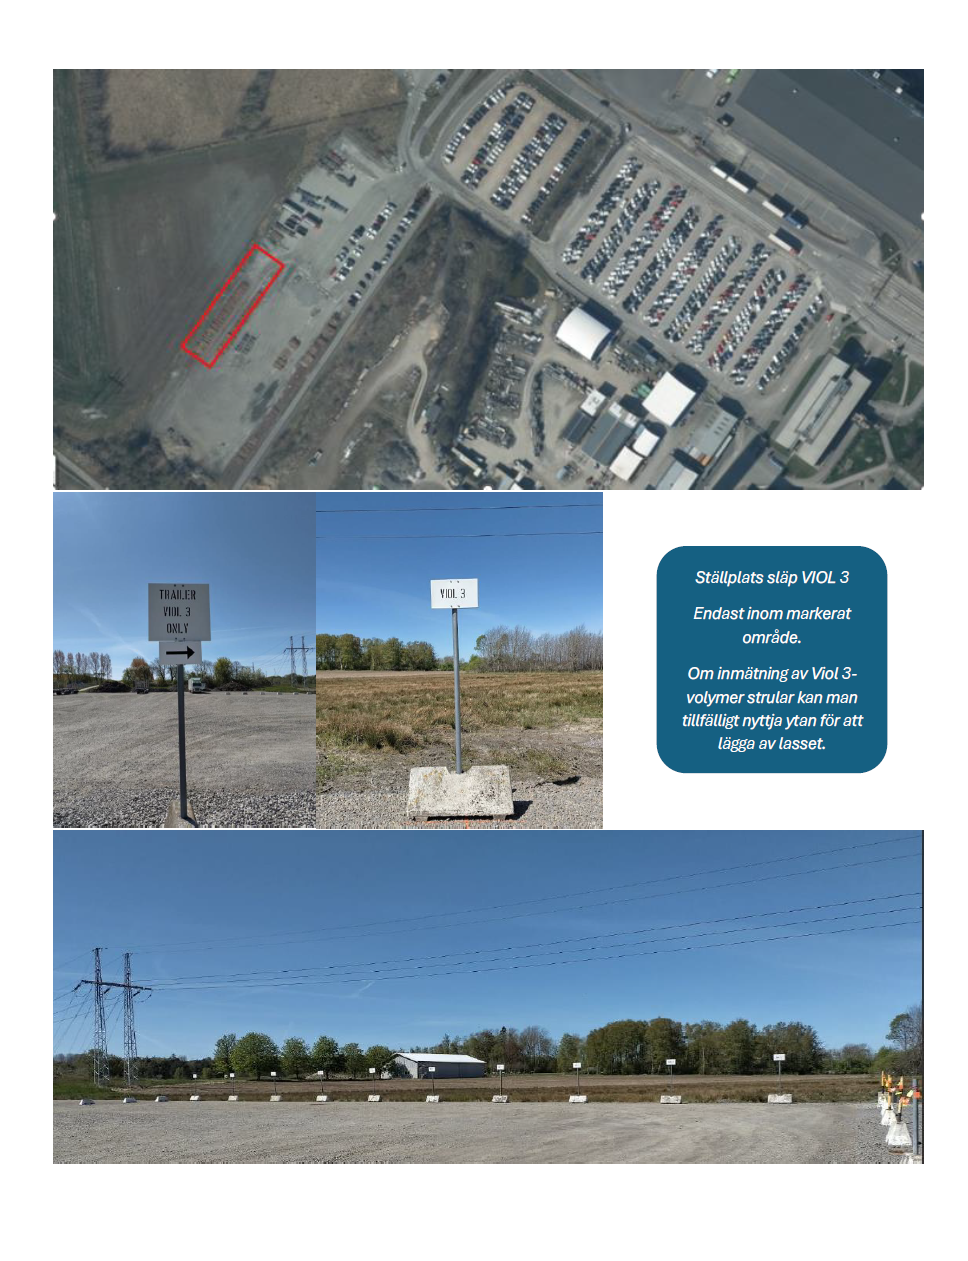 TRAILER
VIOL 3
ONLY
VIOL 3
Ställplats släp VIOL 3
Endast inom markerat
område.
Om inmätning av Viol 3-
volymer strular kan man
tillfälligt nyttja ytan för att
lägga av lasset.